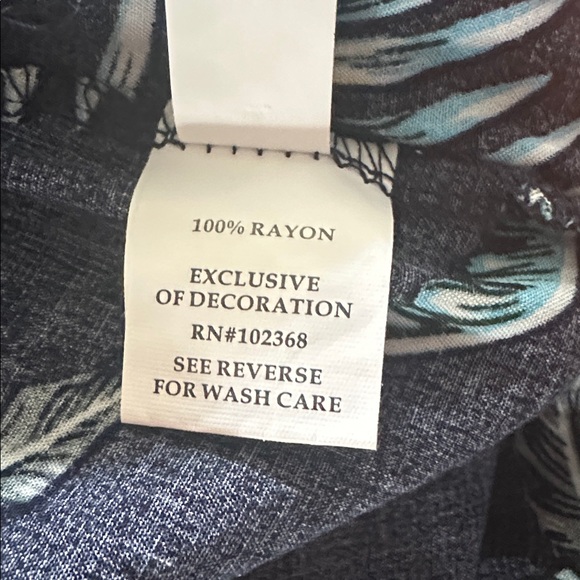 100% RAYON
EXCLUSIVE
OF DECORATION
RN#102368
SEE REVERSE
FOR WASH CARE